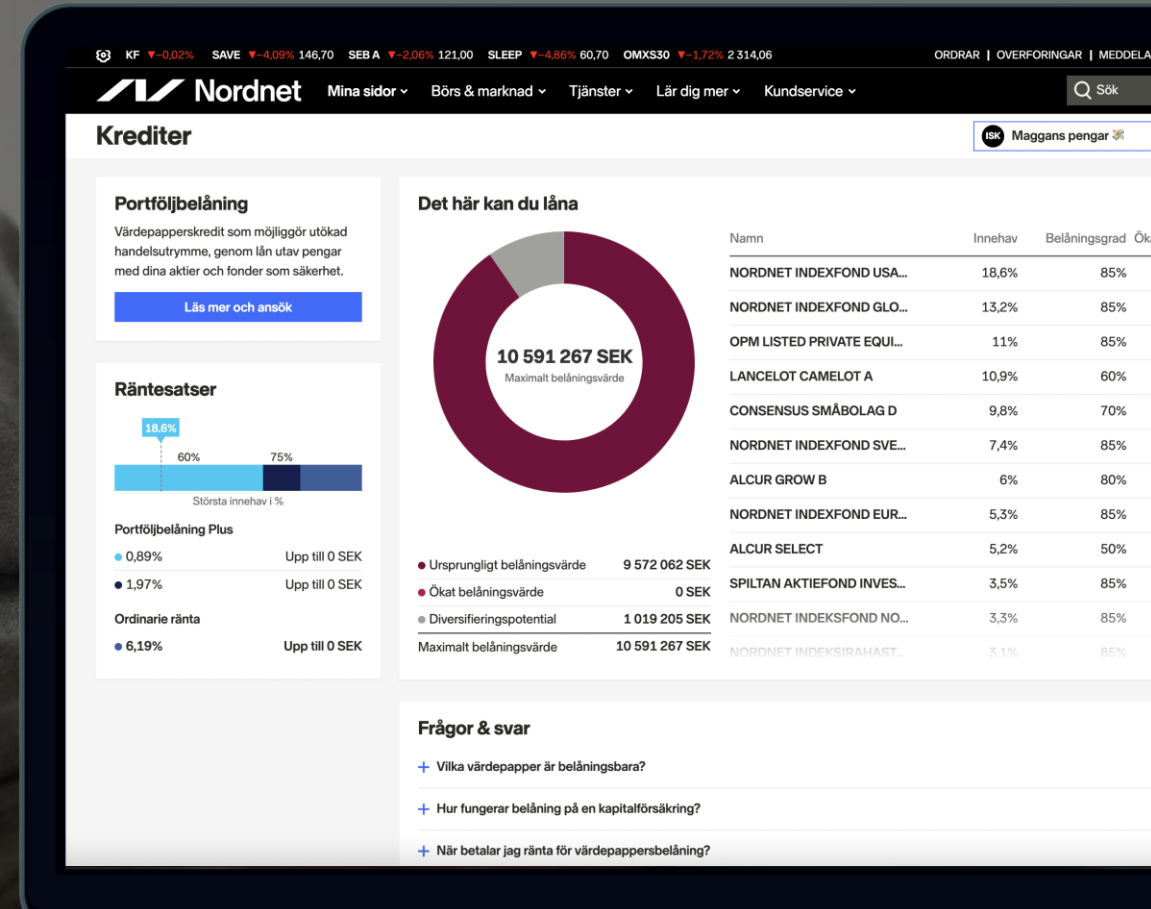 KF ▼−0,02% SAVE ▼−4,09% 146,70 SEB A ▼−2,06% 121,00 SLEEP ▼−4,86% 60,70 OMXS30 ▼−1,72% 2 314,06 ORDRAR | OVERFORINGAR | MEDDELA
Nordnet Mina sidor Börs & marknad Tjänster Lär dig mer Kundservice Sök
Krediter
ISK Maggans pengar
Portföljbelåning
Värdepapperskredit som möjliggör utökad
handelsutrymme, genom lån utav pengar
med dina aktier och fonder som säkerhet.
Läs mer och ansök
Räntesatser
18.6%
60% 75%
Största innehav i %
Portföljbelåning Plus
0,89% Upp till 0 SEK
1,97% Upp till 0 SEK
Ordinarie ränta
6,19% Upp till 0 SEK
Det här kan du låna
10 591 267 SEK
Maximalt belåningsvärde
Ursprungligt belåningsvärde 9 572 062 SEK
Ökat belåningsvärde 0 SEK
Diversifieringspotential 1 019 205 SEK
Maximalt belåningsvärde 10 591 267 SEK
Namn Innehav Belåningsgrad Öka
NORDNET INDEXFOND USA... 18,6% 85%
NORDNET INDEXFOND GLO... 13,2% 85%
OPM LISTED PRIVATE EQUI... 11% 85%
LANCELOT CAMELOT A 10,9% 60%
CONSENSUS SMÅBOLAG D 9,8% 70%
NORDNET INDEXFOND SVE... 7,4% 85%
ALCUR GROW B 6% 80%
NORDNET INDEXFOND EUR... 5,3% 85%
ALCUR SELECT 5,2% 50%
SPILTAN AKTIEFOND INVES... 3,5% 85%
NORDNET INDEKSFOND NO... 3,3% 85%
NORDNET INDEKSIRAHAST... 3,1% 85%
Frågor & svar
+ Vilka värdepapper är belåningsbara?
+ Hur fungerar belåning på en kapitalförsäkring?
+ När betalar jag ränta för värdepappersbelåning?